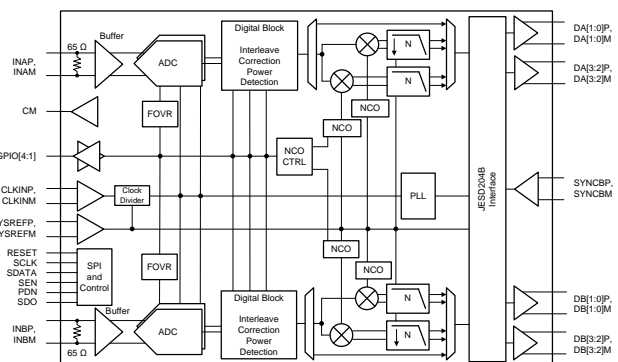 Buffer
65 Ω
INAP,
INAM
ADC
Digital Block
Interleave
Correction
Power
Detection
N
N
NCO
NCO
DA[1:0]P,
DA[1:0]M
DA[3:2]P,
DA[3:2]M
CM
FOVR
GPIO[4:1]
NCO
CTRL
CLKINP,
CLKINM
Clock
Divider
PLL
JESD204B
Interface
SYNCBP,
SYNCBM
YSREFP,
YSREFM
RESET
SCLK
SDATA
SEN
PDN
SDO
SPI
and
Control
FOVR
NCO
NCO
Buffer
INBP,
INBM
65 Ω
ADC
Digital Block
Interleave
Correction
Power
Detection
N
N
DB[1:0]P,
DB[1:0]M
DB[3:2]P,
DB[3:2]M